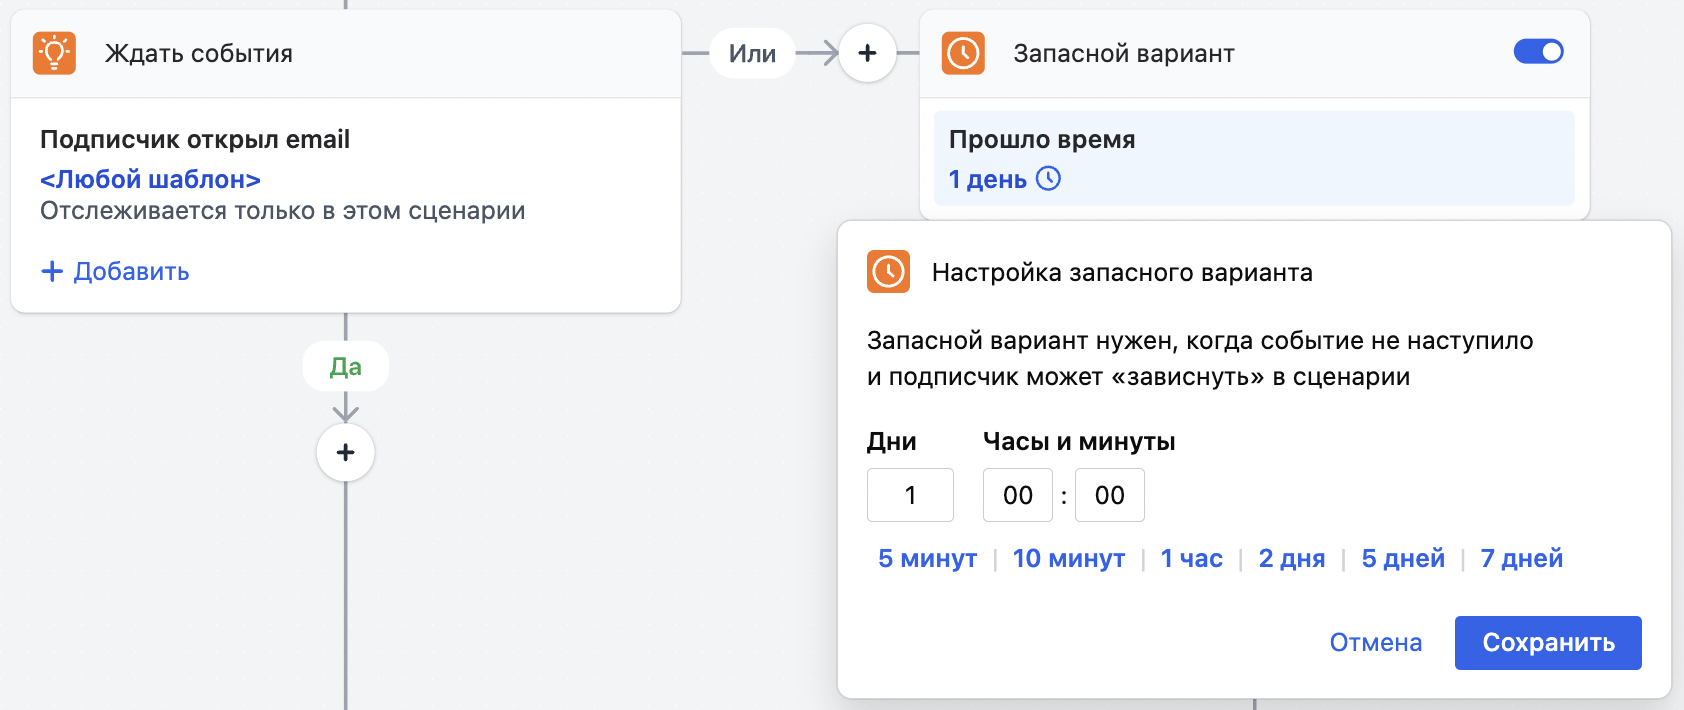 Ждать события
Или
+
Запасной вариант
Подписчик открыл email
<Любой шаблон>
Отслеживается только в этом сценарии
+ Добавить
Да
+
Прошло время
1 день
Настройка запасного варианта
Запасной вариант нужен, когда событие не наступило
и подписчик может «зависнуть» в сценарии
Дни
Часы и минуты
1
00 : 00
5 минут | 10 минут | 1 час | 2 дня | 5 дней | 7 дней
Отмена
Сохранить